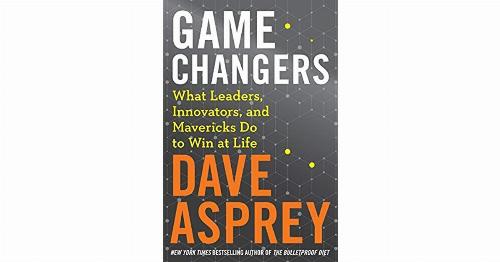 GAME
CHANGERS
What Leaders,
Innovators, and
Mavericks Do
to Win at Life
DAVE
ASPREY
NEW YORK TIMES BESTSELLING AUTHOR OF THE BULLETPROOF DIET